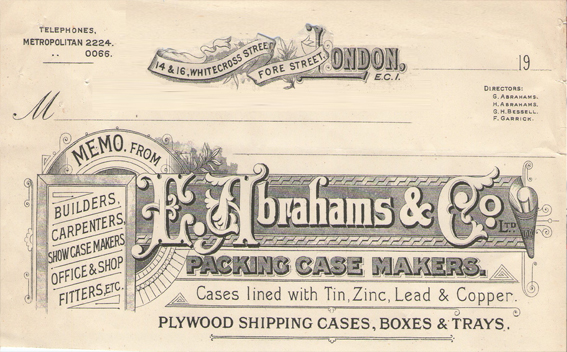 TELEPHONES,
METROPOLITAN 2224.
,, 0066.
14 & 16, WHITECROSS STREET
FORE STREET,
LONDON,
E.C.1.
19
DIRECTORS:
S. ABRAHAMS.
H. ABRAHAMS.
G. H. BESSELL.
F. GARRICK.
M
MEMO. FROM
E. Abrahams & Co LTD
BUILDERS,
CARPENTERS,
SHOW CASE MAKERS
OFFICE & SHOP
FITTERS, ETC.
PACKING CASE MAKERS.
Cases lined with Tin, Zinc, Lead & Copper.
PLYWOOD SHIPPING CASES, BOXES & TRAYS.